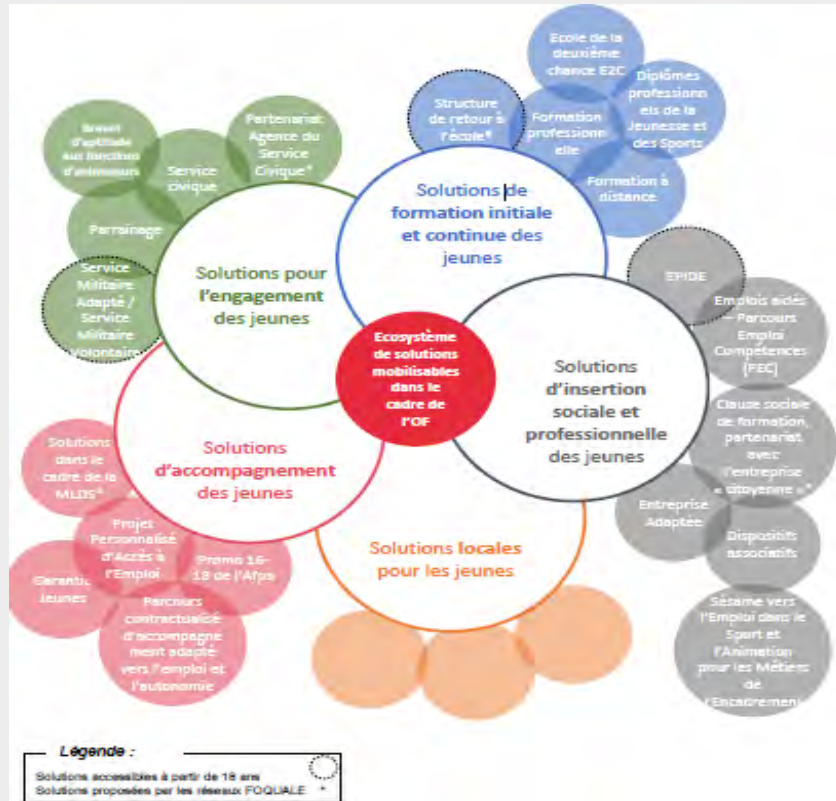 Ecole de la
deuxième
chance E2C
Diplômes
professionn
els de la
Jeunesse et
des Sports
Structure
de retour à
l'école*
Formation
professionn
elle
Formation à
distance
Solutions de
formation initiale
et continue des
jeunes
Brevet
d'aptitude
aux fonctions
d'animateurs
Service
civique
Partenariat
Agence du
Service
Civique*
Parrainage
Service
Militaire
Adapté /
Service
Militaire
Volontaire
Solutions pour
l'engagement
des jeunes
Ecosystème
de solutions
mobilisables
dans le
cadre de
l'OF
EPIDE
Emplois aidés
– Parcours
Emploi
Compétences
(PEC)
Clause sociale
de formation,
partenariat
avec
l'entreprise
« citoyenne »*
Entreprise
Adaptée
Dispositifs
associatifs
Sésame vers
l'Emploi dans le
Sport et
l'Animation
pour les Métiers
de
l'Encadrement
Solutions
d'insertion
sociale et
professionnelle
des jeunes
Solutions
d'accompagnement
des jeunes
Solutions
dans le
cadre de la
MLDS*
Projet
Personnalisé
d'Accès à
l'Emploi
Promo 16-
18 de l'Afpa
Garantie
Jeunes
Parcours
contractualisé
d'accompagne
ment adapté
vers l'emploi et
l'autonomie
Solutions locales
pour les jeunes
Légende :
Solutions accessibles à partir de 18 ans
Solutions proposées par les réseaux FOQUALE *